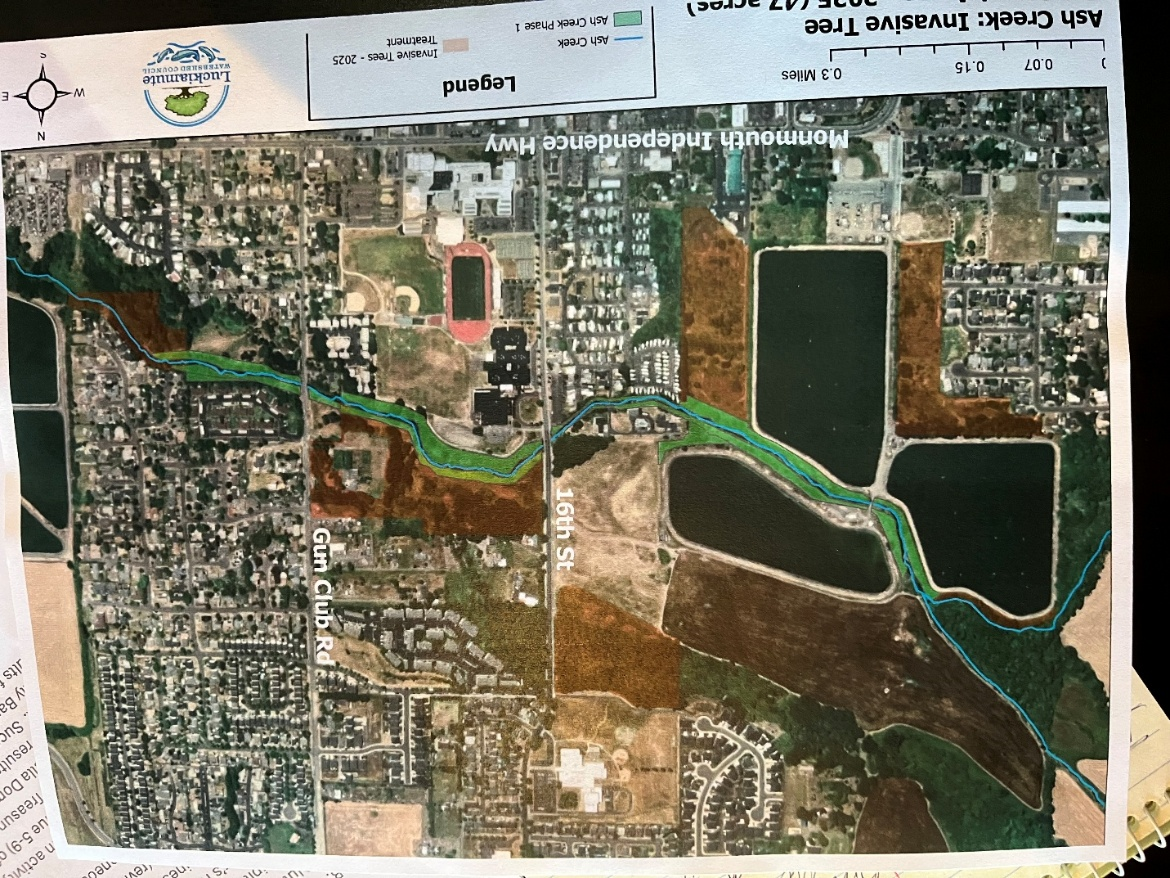 Ash Creek: Invasive Tree
2025 (47 acres)
0.07
0.15
0.3 Miles
Legend
Ash Creek
Ash Creek Phase 1
Invasive Trees - 2025
Treatment
Luckiamute
WATERSHED COUNCIL
N
W
E
S
Monmouth Independence Hwy
16th St
Gun Club Rd